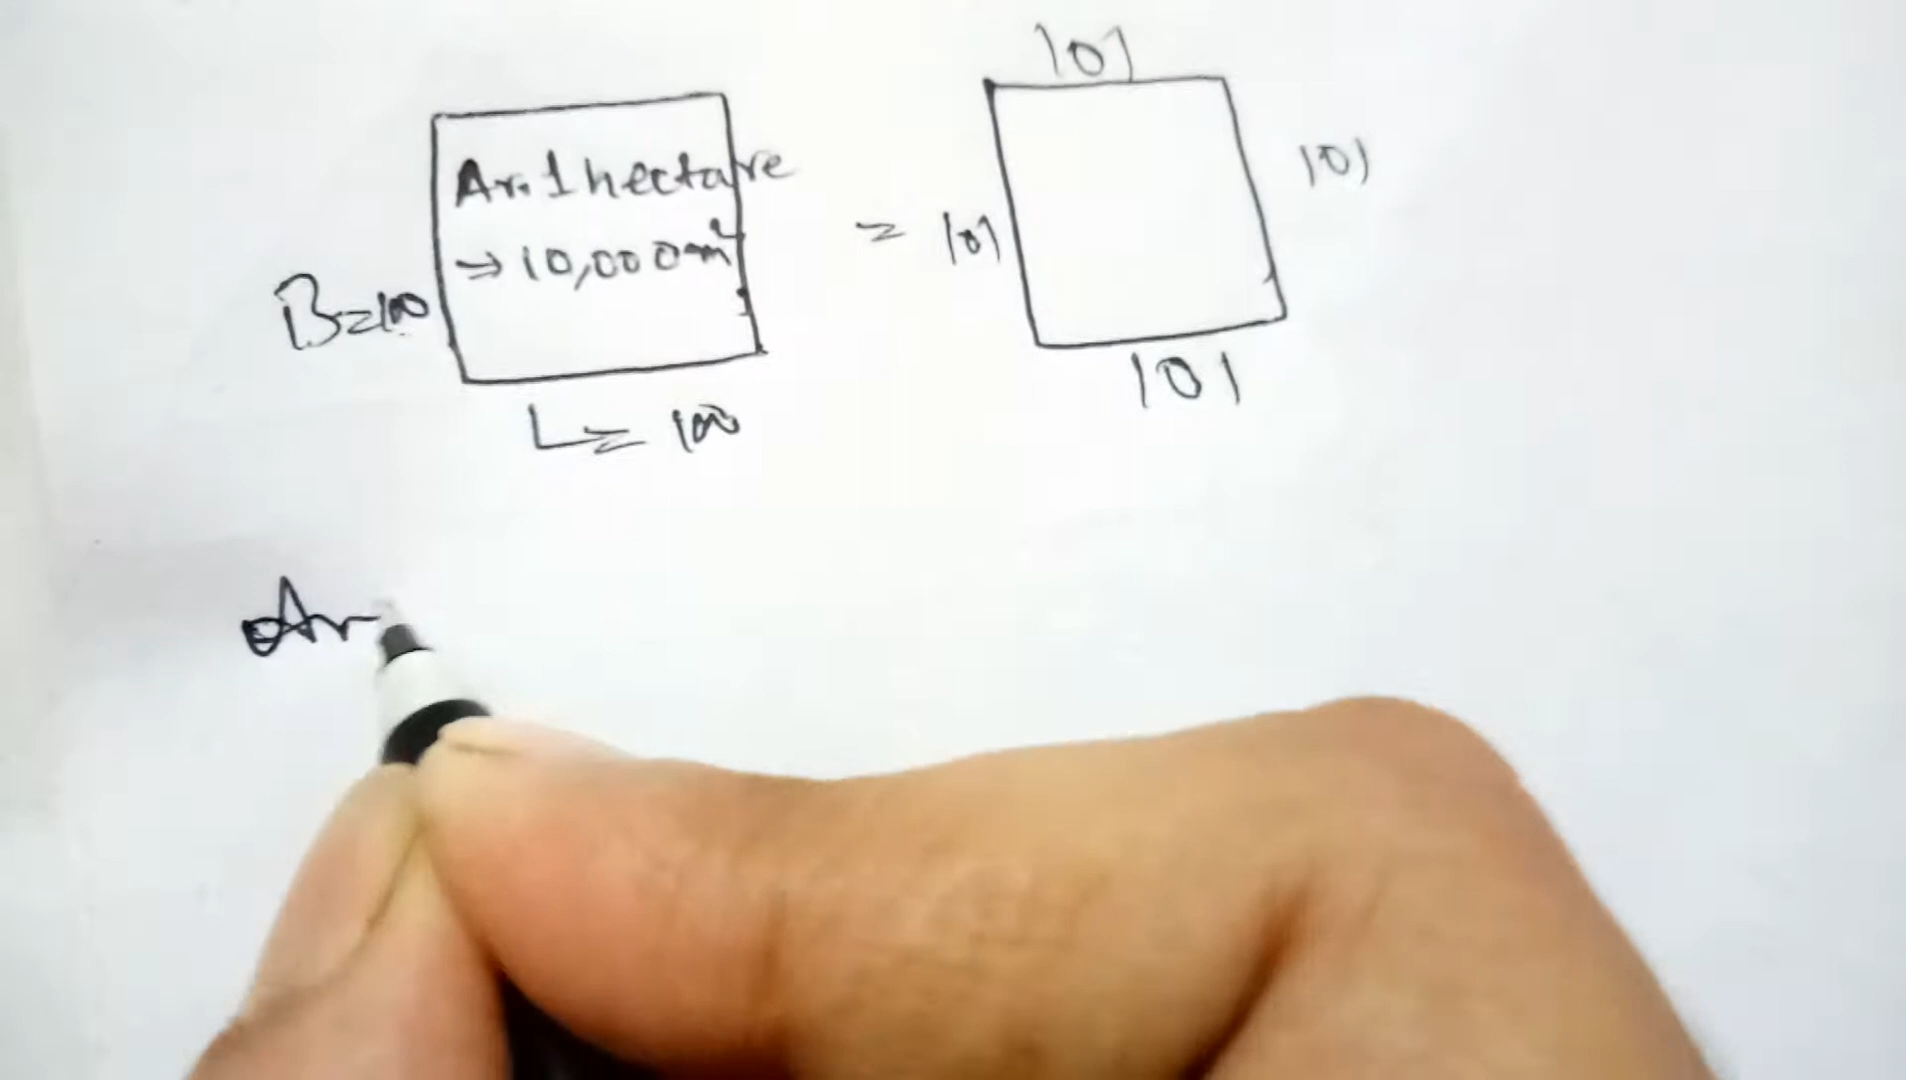 Ar. 1 hectare
→ 10,000m²
B=100
L= 100
=
101
101
101
101
Ar